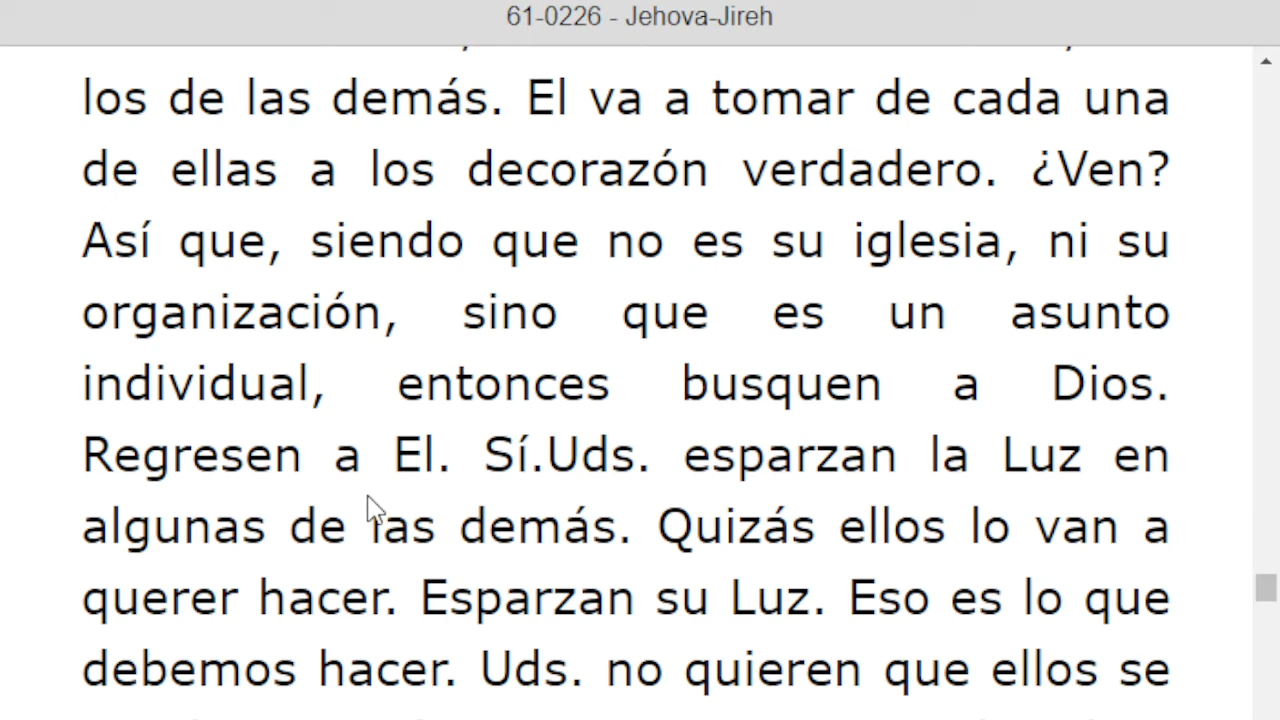 61-0226 - Jehova-Jireh
los de las demás. El va a tomar de cada una
de ellas a los decorazón verdadero. ¿Ven?
Así que, siendo que no es su iglesia, ni su
organización, sino que es un asunto
individual, entonces busquen a Dios.
Regresen a El. Sí.Uds. esparzan la Luz en
algunas de las demás. Quizás ellos lo van a
querer hacer. Esparzan su Luz. Eso es lo que
debemos hacer. Uds. no quieren que ellos se